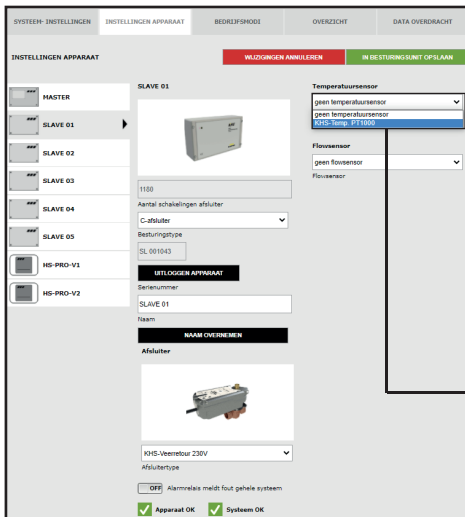 SYSTEEM- INSTELLINGEN
INSTELLINGEN APPARAAT
BEDRIJFSMODI
OVERZICHT
DATA OVERDRACHT
INSTELLINGEN APPARAAT
WIJZIGINGEN ANNULEREN
IN BESTURINGSUNIT OPSLAAN
MASTER
SLAVE 01
SLAVE 02
SLAVE 03
SLAVE 04
SLAVE 05
HS-PRO-V1
HS-PRO-V2
SLAVE 01
1180
Aantal schakelingen afsluiter
C-afsluiter
Besturingstype
SL 001043
UITLOGGEN APPARAAT
Serienummer
SLAVE 01
Naam
NAAM OVERNEMEN
Afsluiter
KHS-Veerretour 230V
Afsluitertype
OFF Alarmrelais meldt fout gehele systeem
Apparaat OK
Systeem OK
Temperatuursensor
geen temperatuursensor
geen temperatuursensor
KHS-Temp. PT1000
Flowsensor
geen flowsensor
Flowsensor